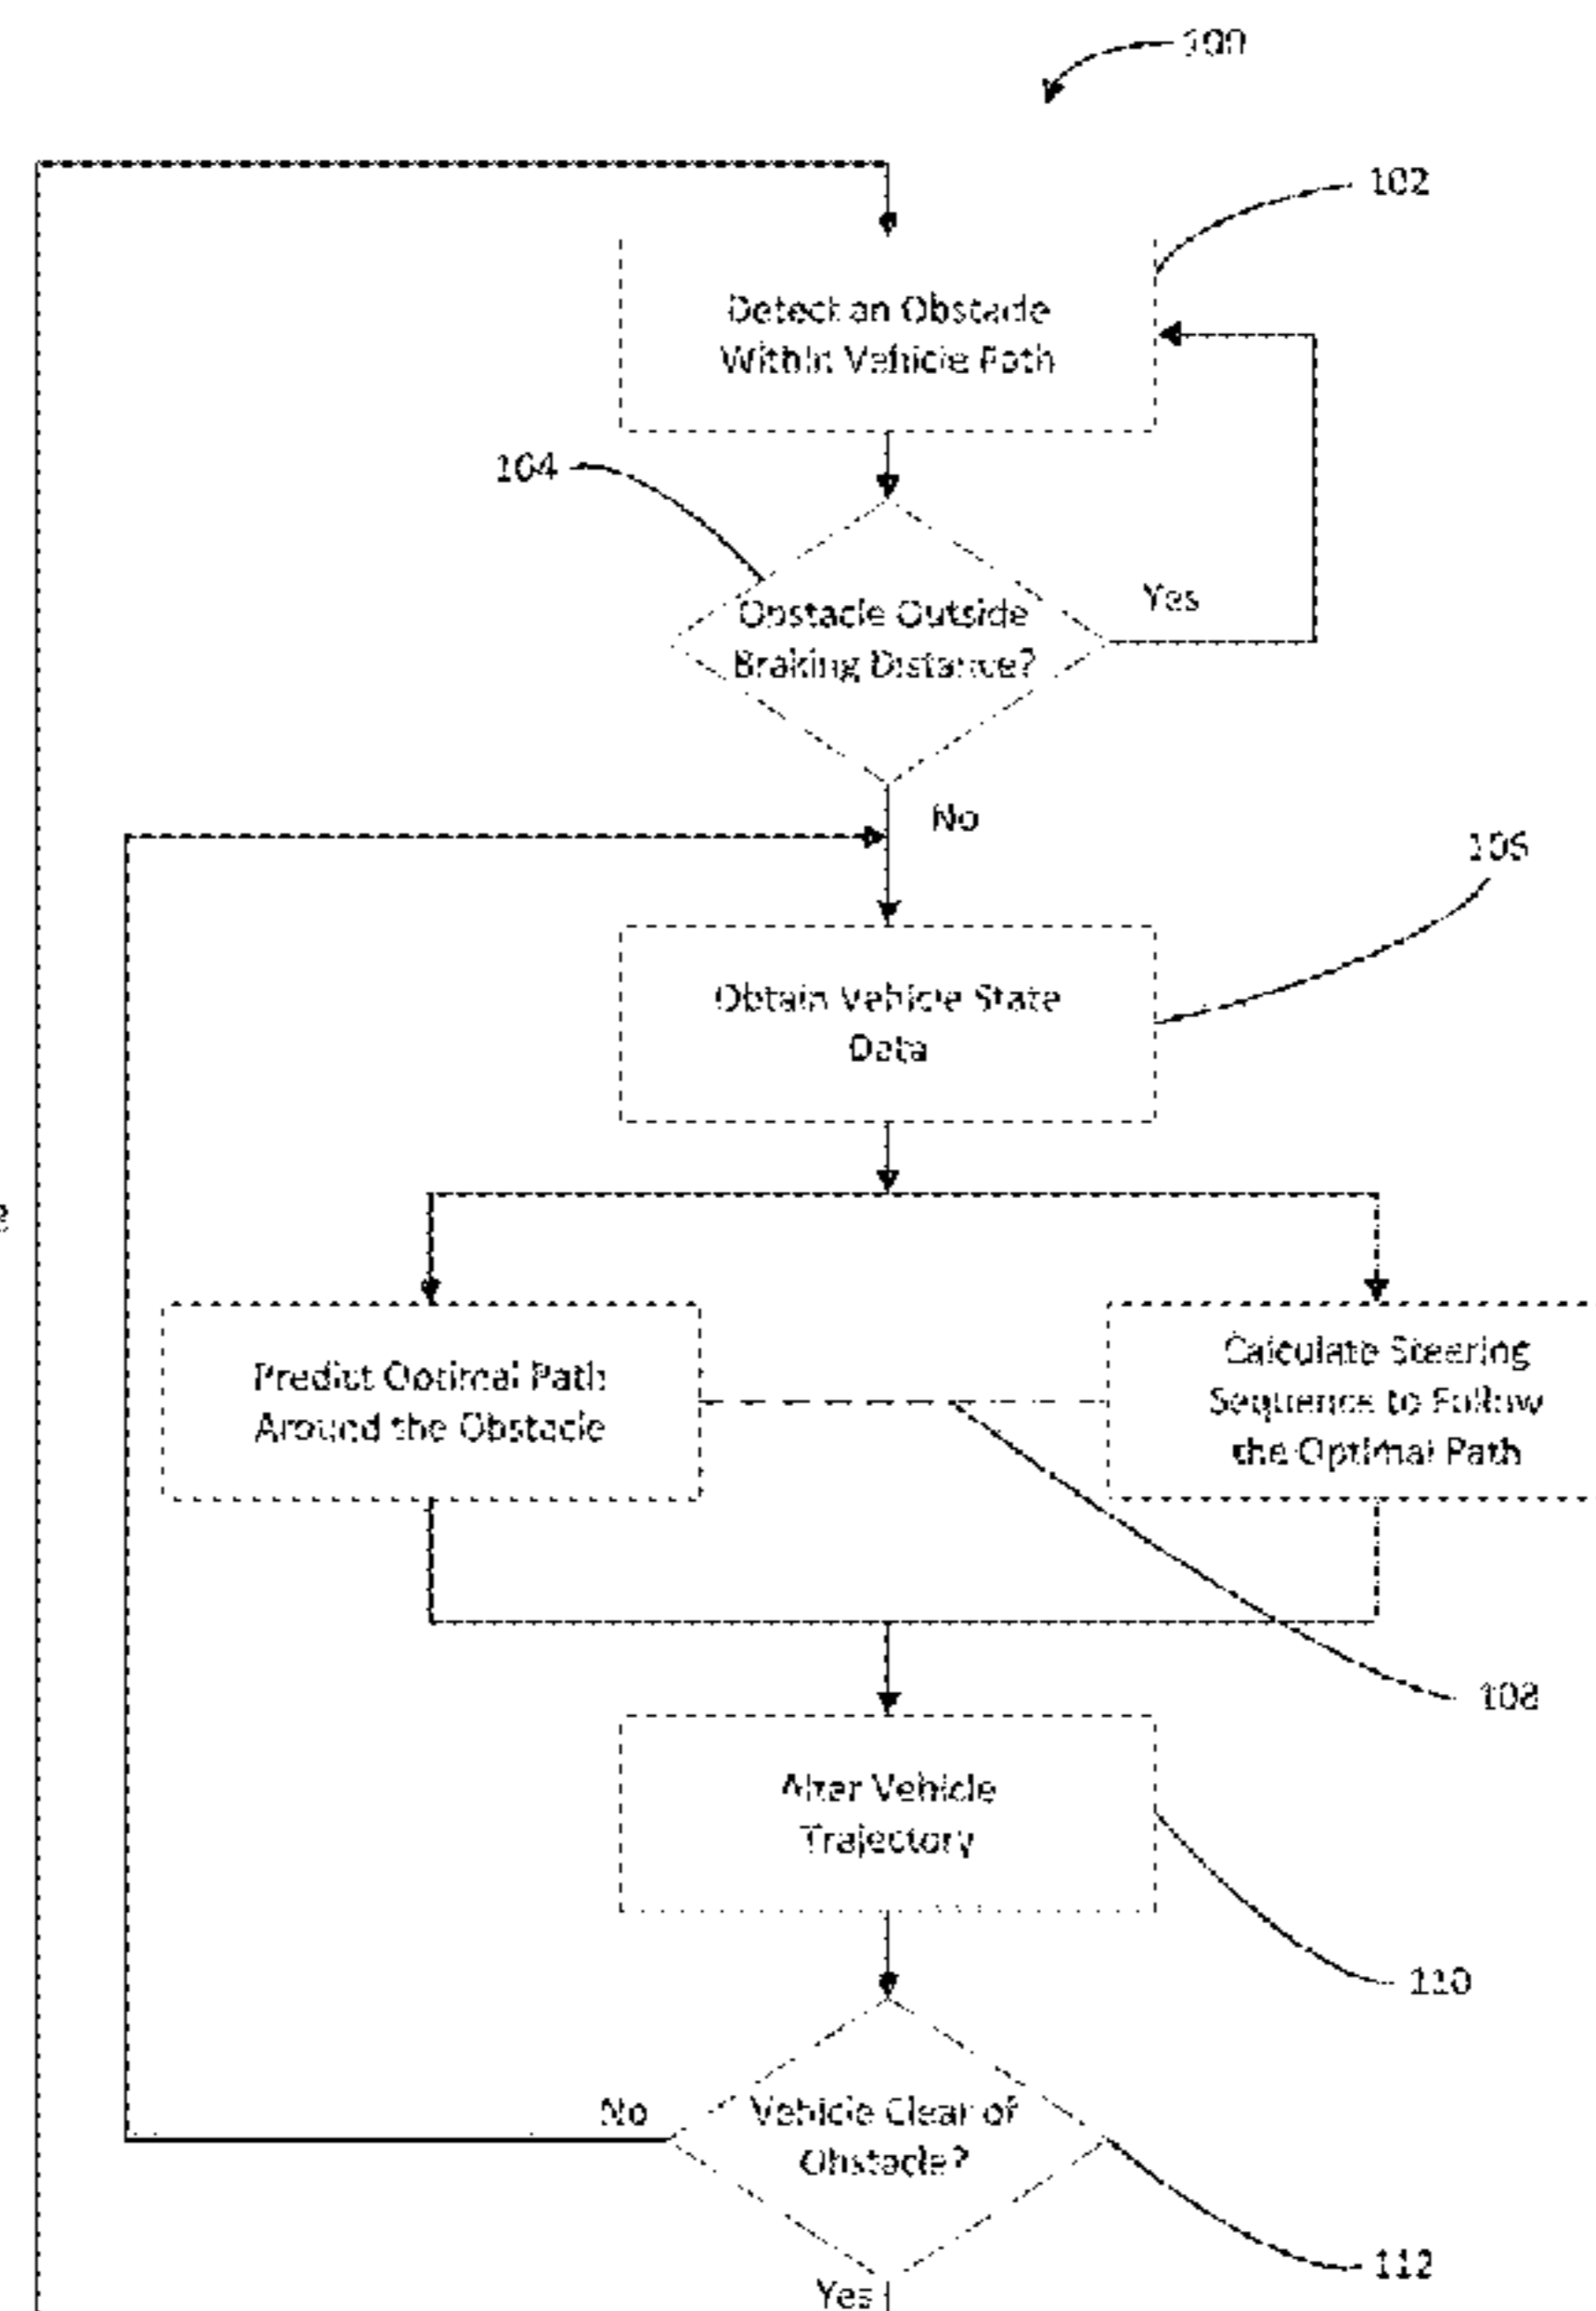 100
102
Detect an Obstacle
Within Vehicle Path
104
Obstacle Outside
Braking Distance?
Yes
No
106
Obtain Vehicle State
Data
Predict Optimal Path
Around the Obstacle
Calculate Steering
Sequence to Follow
the Optimal Path
108
Alter Vehicle
Trajectory
110
No
Vehicle Clear of
Obstacle?
112
Yes